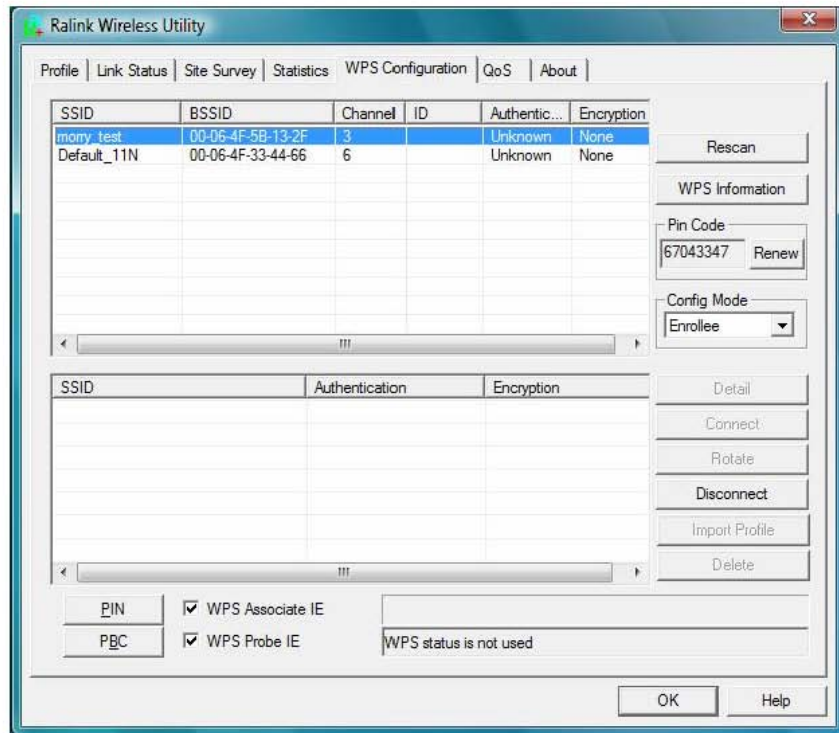 Ralink Wireless Utility
Profile Link Status Site Survey Statistics WPS Configuration QoS About
SSID BSSID Channel ID Authentic... Encryption
morry_test 00-06-4F-5B-13-2F 3 Unknown None
Default_11N 00-06-4F-33-44-66 6 Unknown None
Rescan
WPS Information
Pin Code
67043347 Renew
Config Mode
Enrollee
SSID Authentication Encryption
Detail
Connect
Rotate
Disconnect
Import Profile
Delete
PIN WPS Associate IE
PBC WPS Probe IE WPS status is not used
OK Help